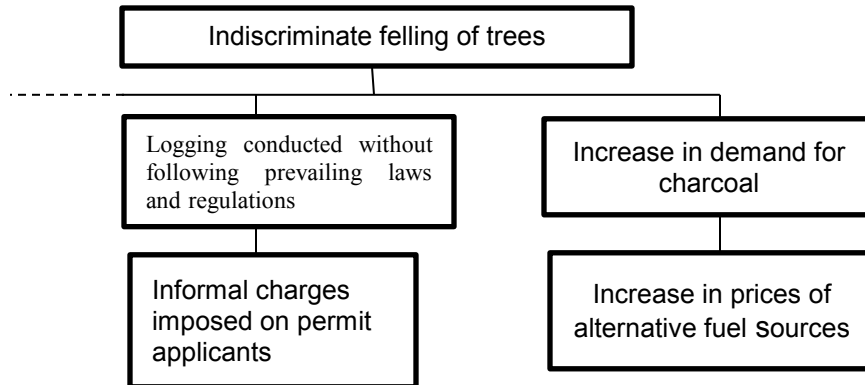 Indiscriminate felling of trees
Logging conducted without
following prevailing laws
and regulations
Increase in demand for
charcoal
Informal charges
imposed on permit
applicants
Increase in prices of
alternative fuel sources